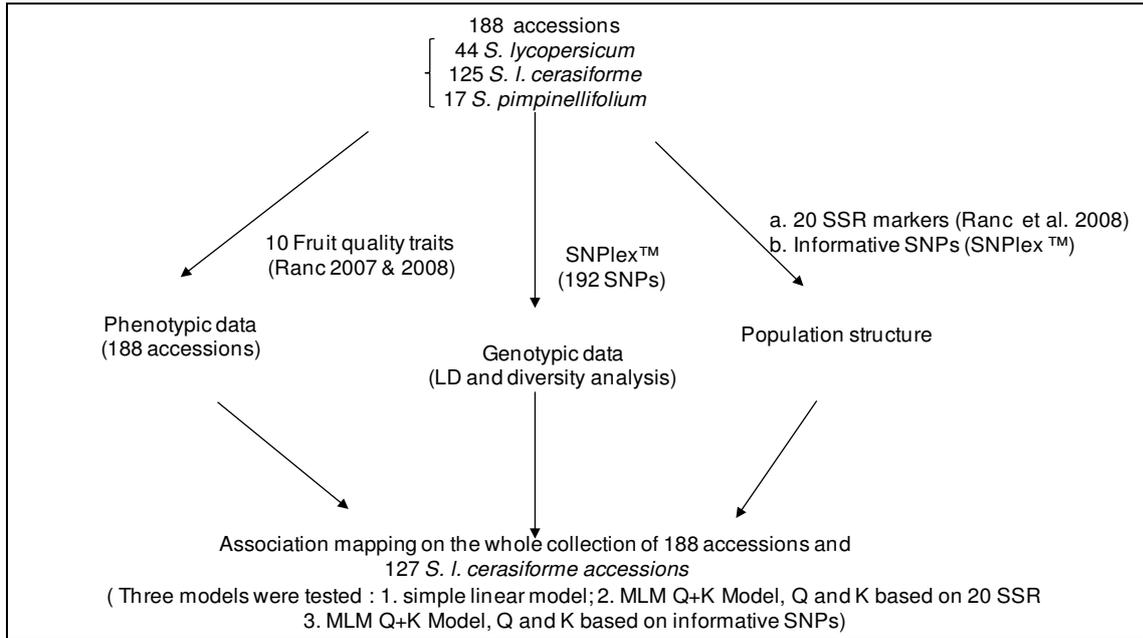 188 accessions
44 S. lycopersicum
125 S. l. cerasiforme
17 S. pimpinellifolium
10 Fruit quality traits
(Ranc 2007 & 2008)
SNPlex™
(192 SNPs)
a. 20 SSR markers (Ranc et al. 2008)
b. Informative SNPs (SNPlex ™)
Phenotypic data
(188 accessions)
Genotypic data
(LD and diversity analysis)
Population structure
Association mapping on the whole collection of 188 accessions and
127 S. l. cerasiforme accessions
( Three models were tested : 1. simple linear model; 2. MLM Q+K Model, Q and K based on 20 SSR
3. MLM Q+K Model, Q and K based on informative SNPs)